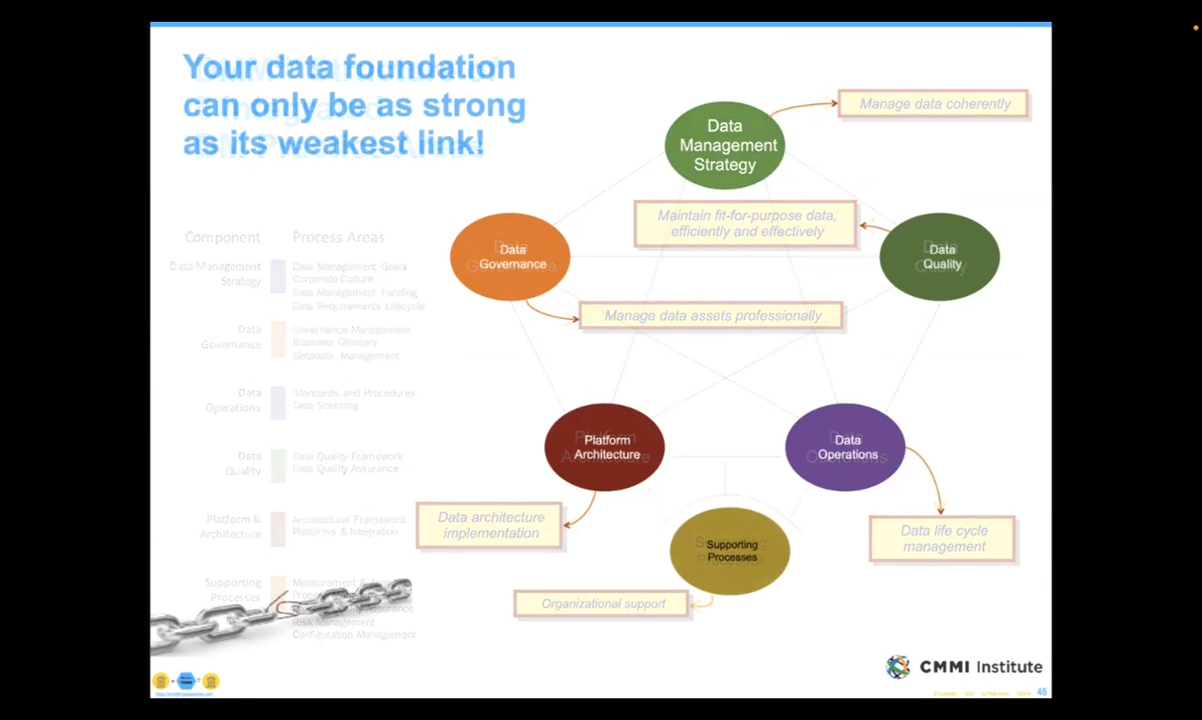 Your data foundation
can only be as strong
as its weakest link!
Data
Management
Strategy
Manage data coherently
Maintain fit-for-purpose data,
efficiently and effectively
Data
Governance
Data
Quality
Manage data assets professionally
Platform
Architecture
Data
Operations
Data architecture
implementation
Data life cycle
management
Supporting
Processes
Organizational support
Component
Process Areas
Data Management
Strategy
Data Management Goals
Corporate Culture
Data Management Funding
Data Requirements Lifecycle
Data
Governance
Governance Management
Business Glossary
Metadata Management
Data
Operations
Standards and Procedures
Data Sourcing
Data
Quality
Data Quality Framework
Data Quality Assurance
Platform &
Architecture
Architectural Framework
Platforms & Integration
Supporting
Processes
Measurement &
Assurance
Risk Management
Configuration Management
CMMI Institute
46